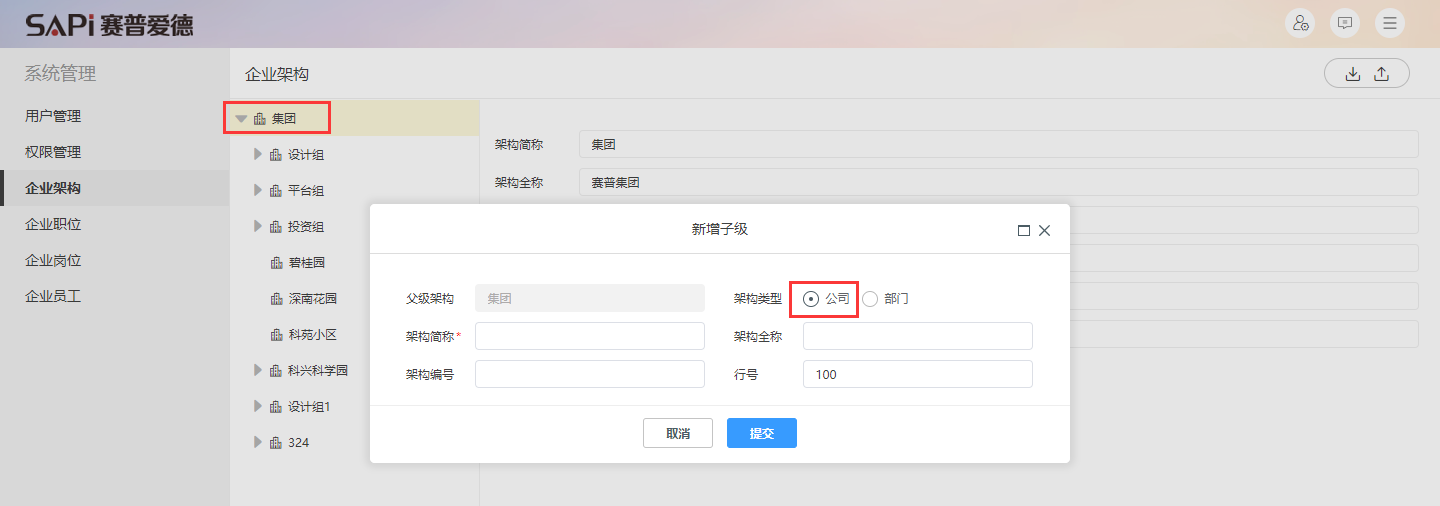 SAPi 赛普爱德
系统管理
用户管理
权限管理
企业架构
企业职位
企业岗位
企业员工
企业架构
集团
设计组
平台组
投资组
碧桂园
深南花园
科苑小区
科兴科学园
设计组1
324
架构简称 集团
架构全称 赛普集团
新增子级
父级架构 集团 架构类型 公司 部门
架构简称* 架构全称
架构编号 行号 100
取消 提交